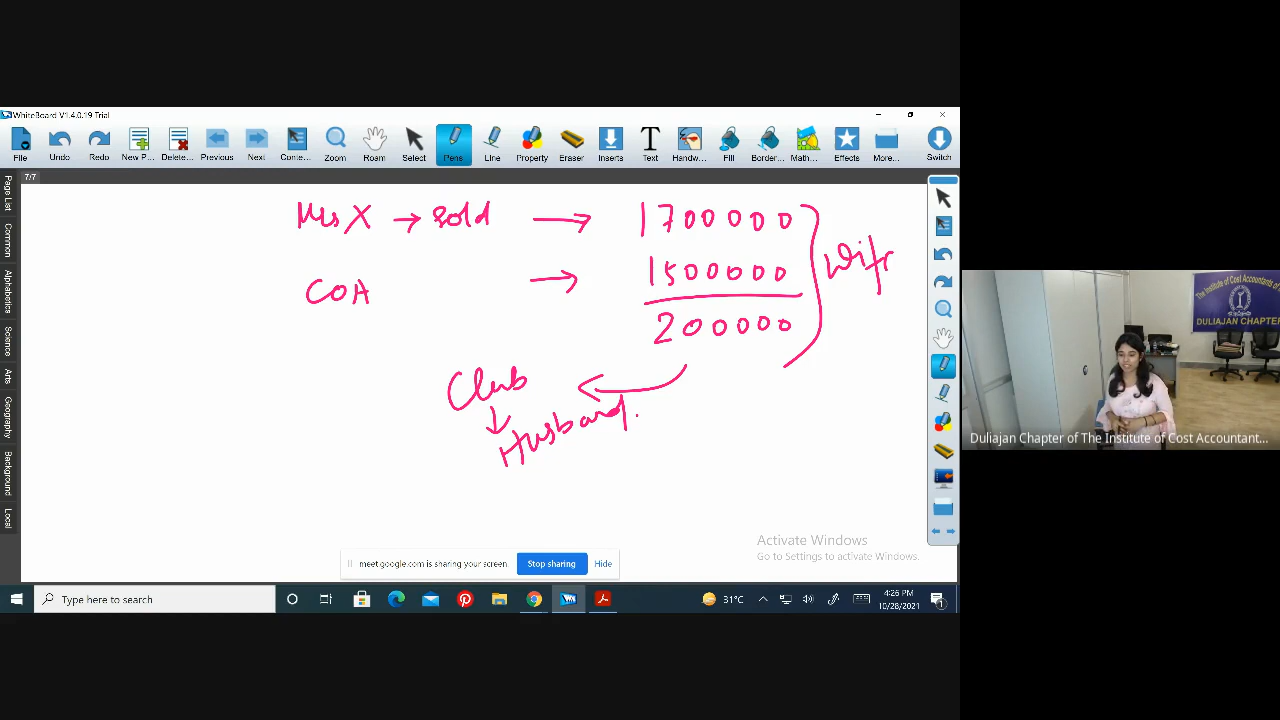 WhiteBoard V1.4.0.19 Trial
File Undo Redo New P... Delete... Previous Next Conte... Zoom Roam Select Pens Line Property Eraser Inserts Text Handw... Fill Border... Math... Effects More... Switch
7/7
Page List
Common
Alphabetics
Science
Arts
Geography
Background
Local
Mrs X → sold → 1700000
COA → 1500000
200000
Wife
Club
Husband.
The Institute of Cost Accountants of
DULIAJAN CHAPTER
Duliajan Chapter of The Institute of Cost Accountant...
Activate Windows
Go to Settings to activate Windows.
meet.google.com is sharing your screen. Stop sharing Hide
Type here to search
31°C
4:26 PM
10/28/2021
1